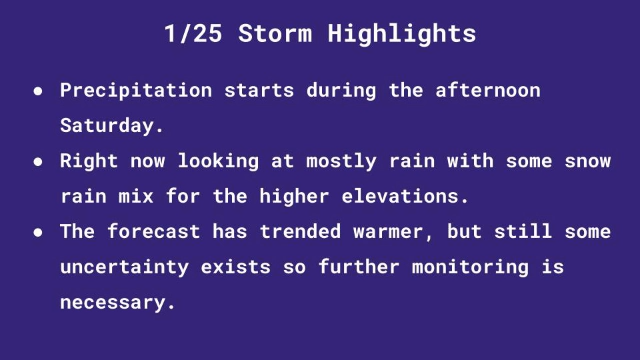 1/25 Storm Highlights
● Precipitation starts during the afternoon
Saturday.
● Right now looking at mostly rain with some snow
rain mix for the higher elevations.
● The forecast has trended warmer, but still some
uncertainty exists so further monitoring is
necessary.